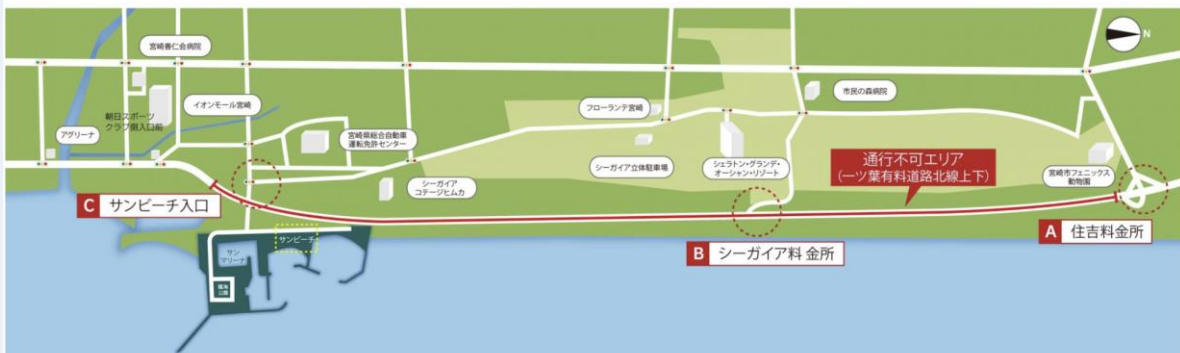 宮崎善仁会病院
N
イオンモール宮崎
朝日スポーツ
クラブ側入口前
アグリーナ
宮崎県総合自動車
運転免許センター
フローランテ宮崎
市民の森病院
シーガイア立体駐車場
シェラトン・グランデ・
オーシャン・リゾート
通行不可エリア
(一ツ葉有料道路北線上下)
宮崎市フェニックス
動物園
シーガイア
コテージヒムカ
C サンビーチ入口
A 住吉料金所
B シーガイア料 金所
サンビーチ
サン
マリーナ
臨海
公園